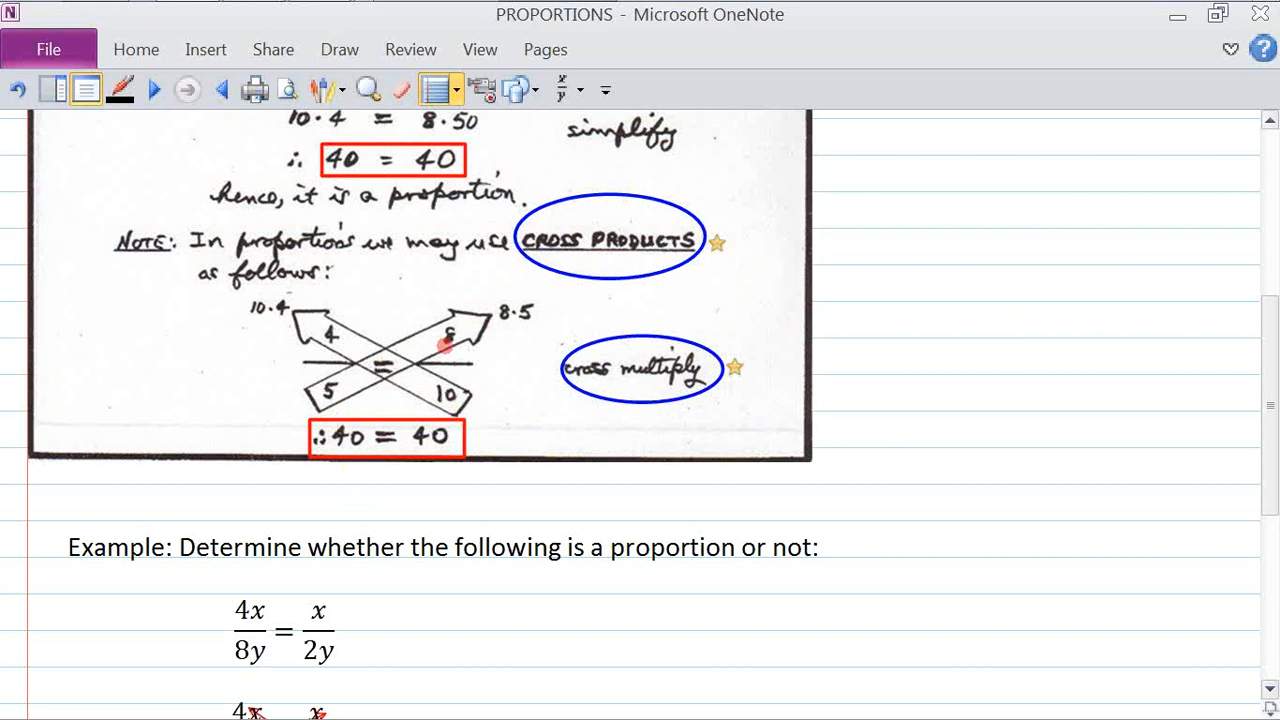 PROPORTIONS - Microsoft OneNote
File Home Insert Share Draw Review View Pages
10.4 = 8.50
simplify
∴ 40 = 40
hence, it is a proportion.
NOTE: In proportions we may use CROSS PRODUCTS
as follows:
10.4 8.5
4 8
=
5 10
cross multiply
∴ 40 = 40
Example: Determine whether the following is a proportion or not:
4x x
=
8y 2y
4x x